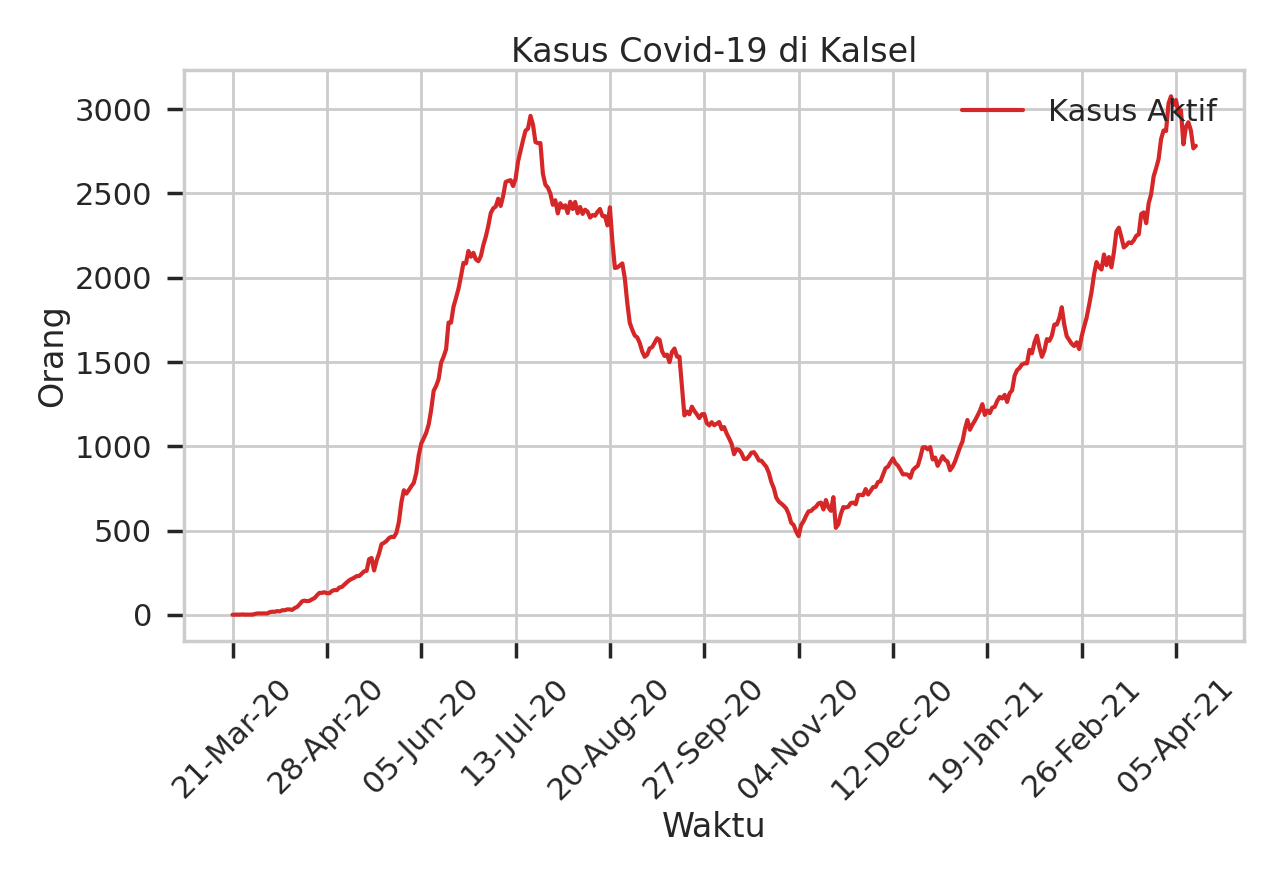 Kasus Covid-19 di Kalsel
Kasus Aktif
3000
2500
2000
1500
1000
500
0
Orang
21-Mar-20
28-Apr-20
05-Jun-20
13-Jul-20
20-Aug-20
27-Sep-20
04-Nov-20
12-Dec-20
19-Jan-21
26-Feb-21
05-Apr-21
Waktu